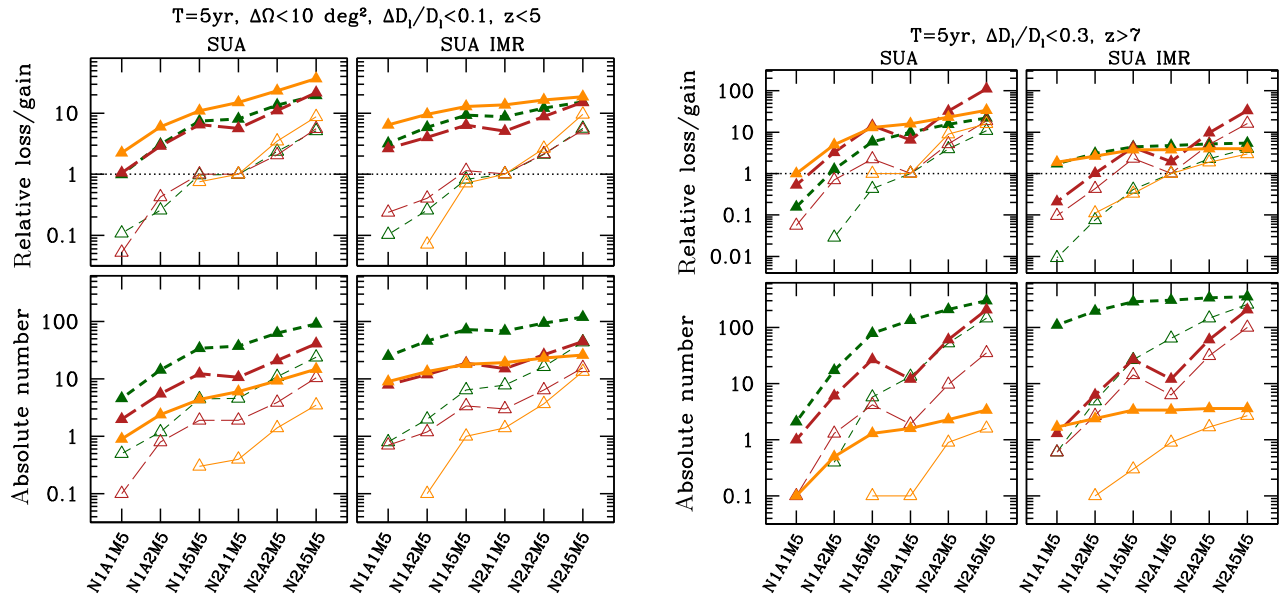 T=5yr, ΔΩ<10 deg², ΔD_l/D_l<0.1, z<5
SUA SUA IMR
Relative loss/gain
10
1
0.1
Absolute number
100
10
1
0.1
N1A1M5 N1A2M5 N1A5M5 N2A1M5 N2A2M5 N2A5M5 N1A1M5 N1A2M5 N1A5M5 N2A1M5 N2A2M5 N2A5M5
T=5yr, ΔD_l/D_l<0.3, z>7
SUA SUA IMR
Relative loss/gain
100
10
1
0.1
0.01
Absolute number
100
10
1
0.1
N1A1M5 N1A2M5 N1A5M5 N2A1M5 N2A2M5 N2A5M5 N1A1M5 N1A2M5 N1A5M5 N2A1M5 N2A2M5 N2A5M5